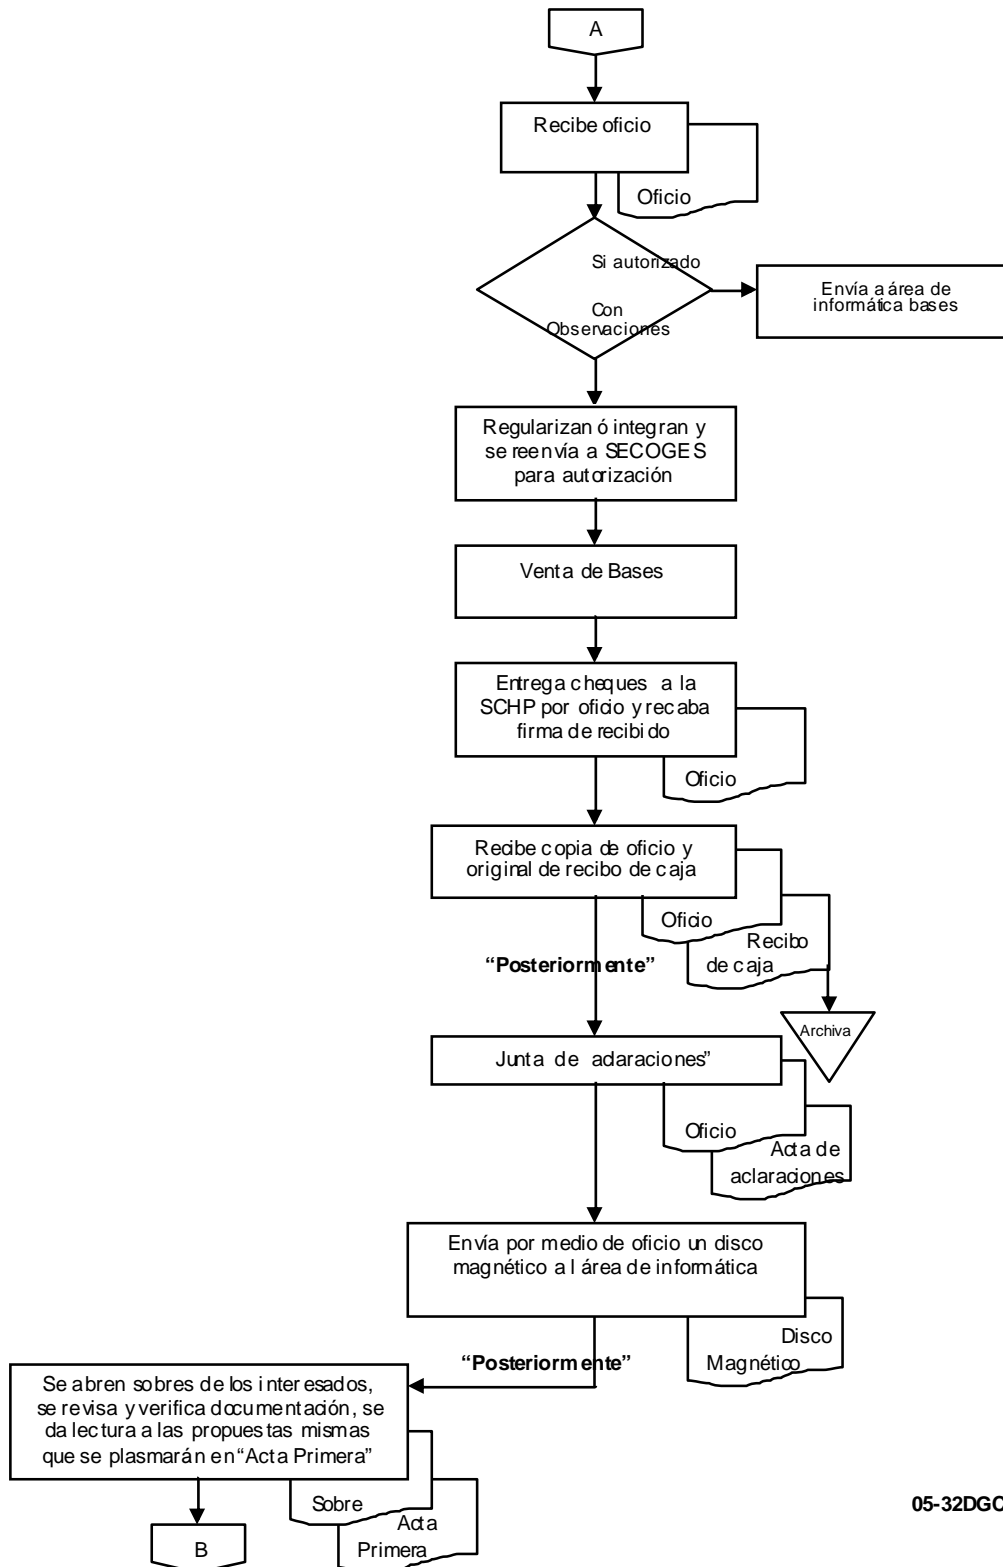 A
Recibe oficio
Oficio
Si autorizado
Con
Observaciones
Envía a área de
informática bases
Regularizan ó integran y
se reenvía a SECOGES
para autorización
Venta de Bases
Entrega cheques a la
SCHP por oficio y recaba
firma de recibido
Oficio
Recibe copia de oficio y
original de recibo de caja
Oficio
Recibo
de caja
“Posteriormente”
Archiva
Junta de adaraciones”
Oficio
Acta de
aclaraciones
Envía por medio de oficio un disco
magnético a l área de informática
Disco
Magnético
“Posteriormente”
Se abren sobres de los interesados,
se revisa y verifica documentación, se
da lectura a las propuestas mismas
que se plasmarán en “Acta Primera”
Sobre
Acta
Primera
05-32DGC
B